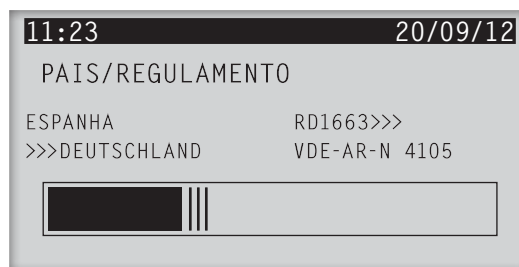 11:23 20/09/12
PAIS/REGULAMENTO
ESPANHA RD1663>>>
>>>DEUTSCHLAND VDE-AR-N 4105